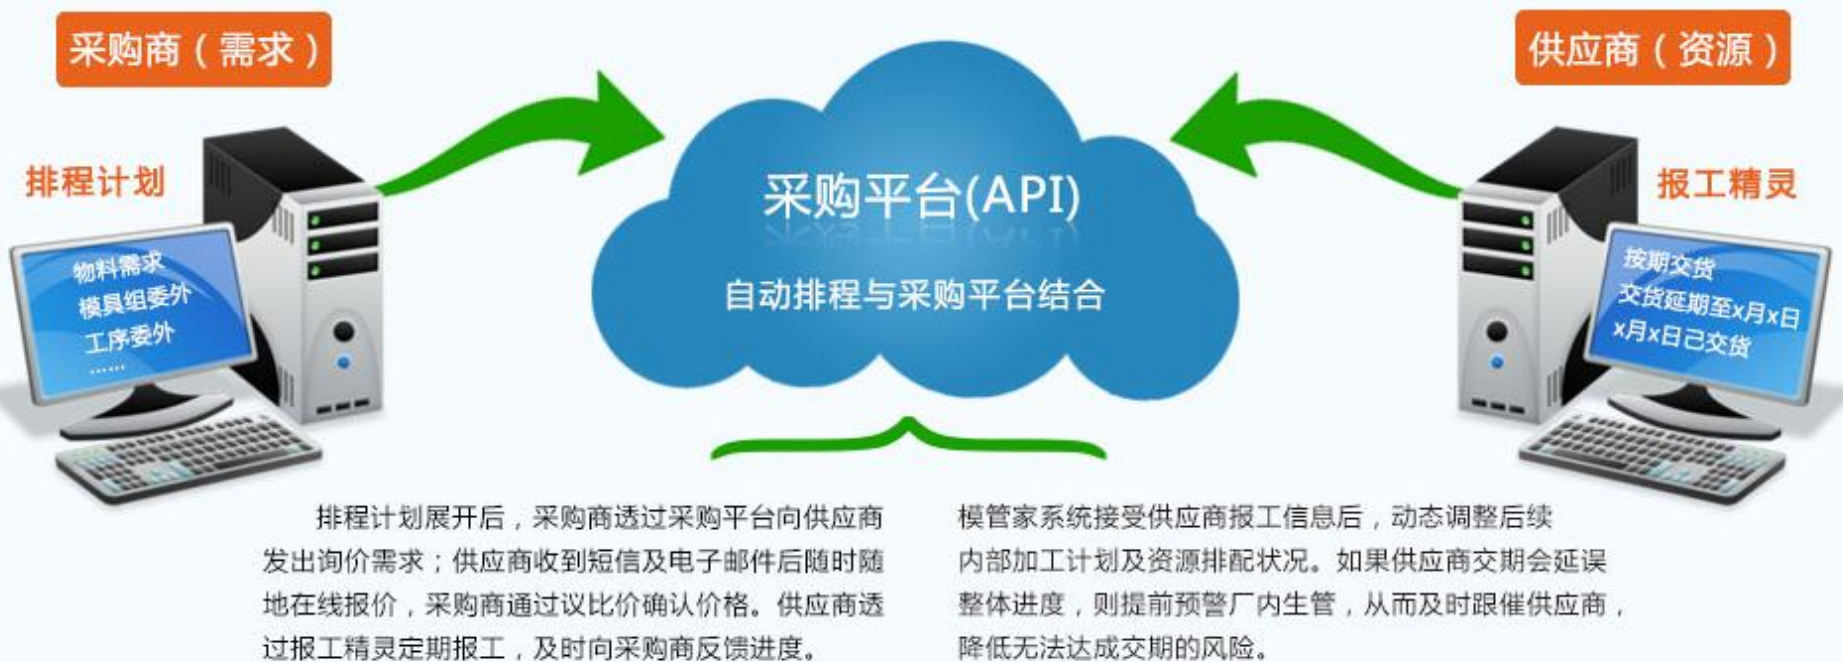 采购商（需求）
供应商（资源）
排程计划
报工精灵
物料需求
模具组委外
工序委外
......
采购平台(API)
自动排程与采购平台结合
按期交货
交货延期至x月x日
x月x日己交货
排程计划展开后，采购商透过采购平台向供应商
发出询价需求；供应商收到短信及电子邮件后随时随
地在线报价，采购商通过议比价确认价格。供应商透
过报工精灵定期报工，及时向采购商反馈进度。
模管家系统接受供应商报工信息后，动态调整后续
内部加工计划及资源排配状况。如果供应商交期会延误
整体进度，则提前预警厂内生管，从而及时跟催供应商，
降低无法达成交期的风险。